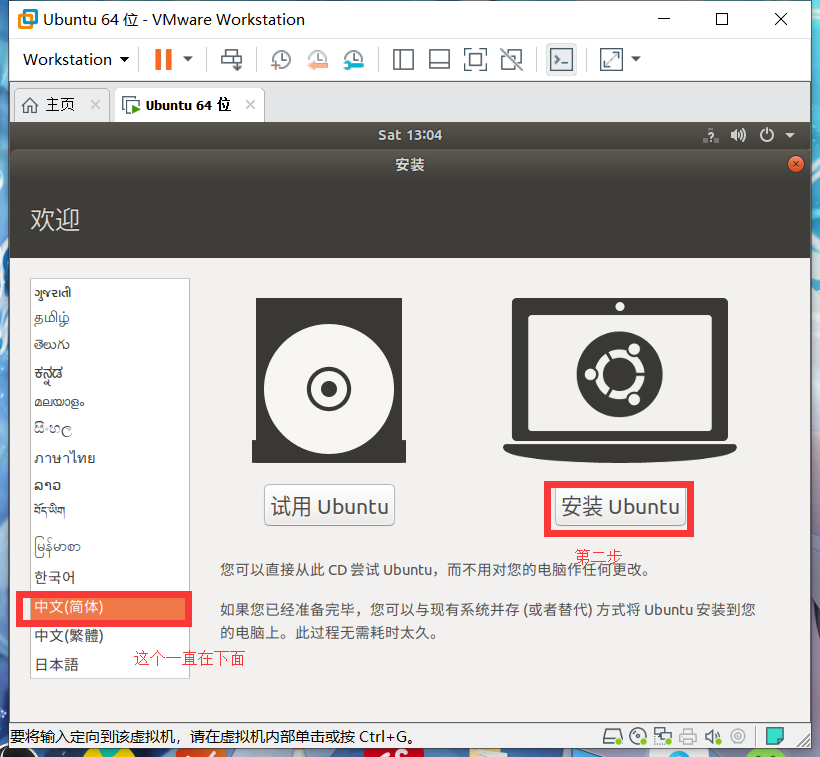 Ubuntu 64 位 - VMware Workstation
Workstation
主页
Ubuntu 64 位
Sat 13:04
安装
欢迎
ગુજરાતી
தமிழ்
తెలుగు
ಕನ್ನಡ
മലയാളം
සිංහල
ภาษาไทย
ລາວ
བོད་ཡིག
မြန်မာစာ
한국어
中文(简体)
中文(繁體)
日本語
这个一直在下面
试用 Ubuntu
安装 Ubuntu
第二步
您可以直接从此 CD 尝试 Ubuntu，而不用对您的电脑作任何更改。
如果您已经准备完毕，您可以与现有系统并存 (或者替代) 方式将 Ubuntu 安装到您
的电脑上。此过程无需耗时太久。
要将输入定向到该虚拟机，请在虚拟机内部单击或按 Ctrl+G。